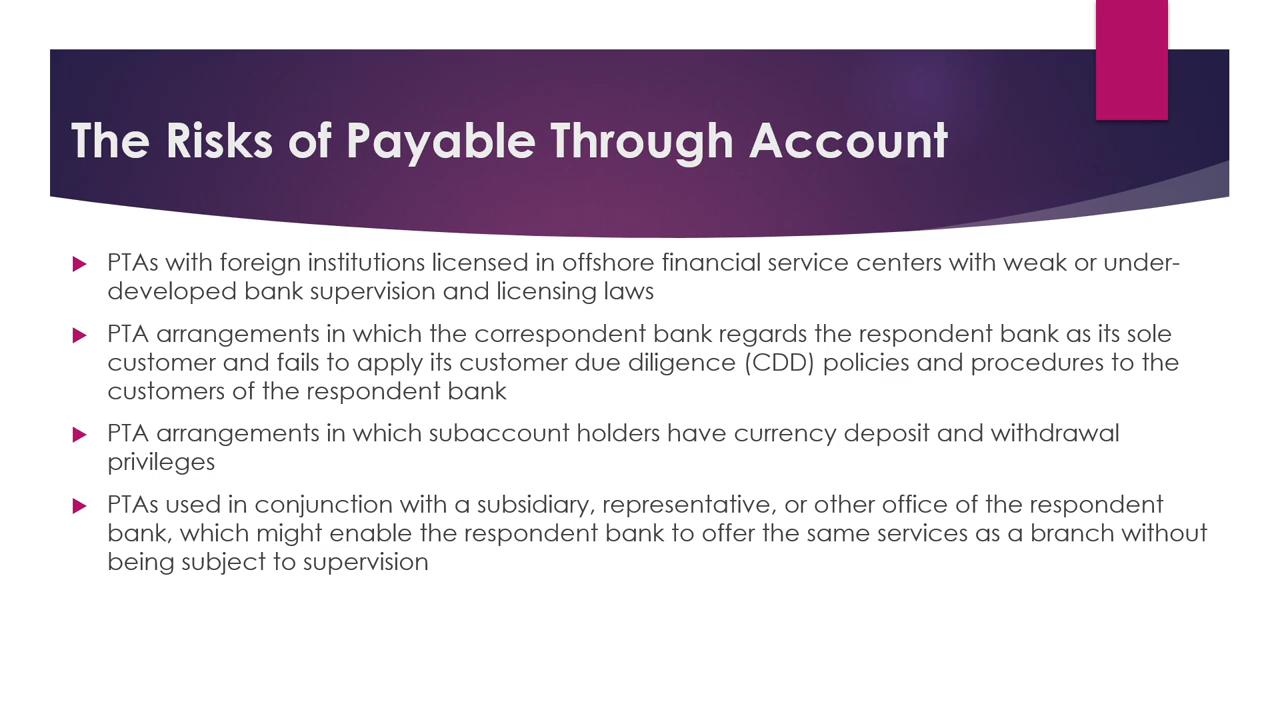 The Risks of Payable Through Account
PTAs with foreign institutions licensed in offshore financial service centers with weak or under-
developed bank supervision and licensing laws
PTA arrangements in which the correspondent bank regards the respondent bank as its sole
customer and fails to apply its customer due diligence (CDD) policies and procedures to the
customers of the respondent bank
PTA arrangements in which subaccount holders have currency deposit and withdrawal
privileges
PTAs used in conjunction with a subsidiary, representative, or other office of the respondent
bank, which might enable the respondent bank to offer the same services as a branch without
being subject to supervision